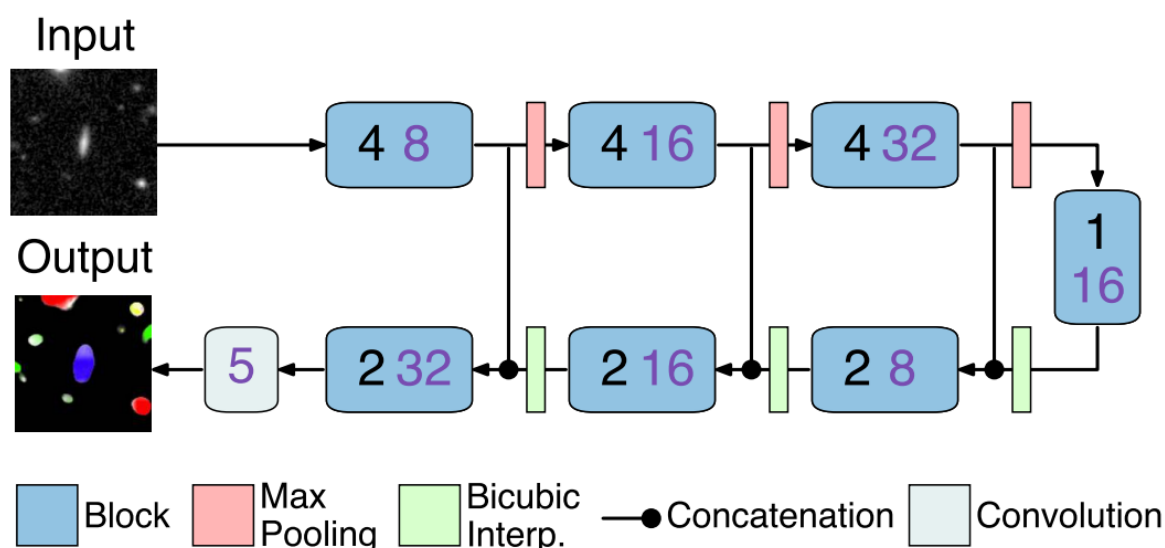 Input
4 8
4 16
4 32
1
16
Output
5
2 32
2 16
2 8
Block
Max
Pooling
Bicubic
Interp.
Concatenation
Convolution